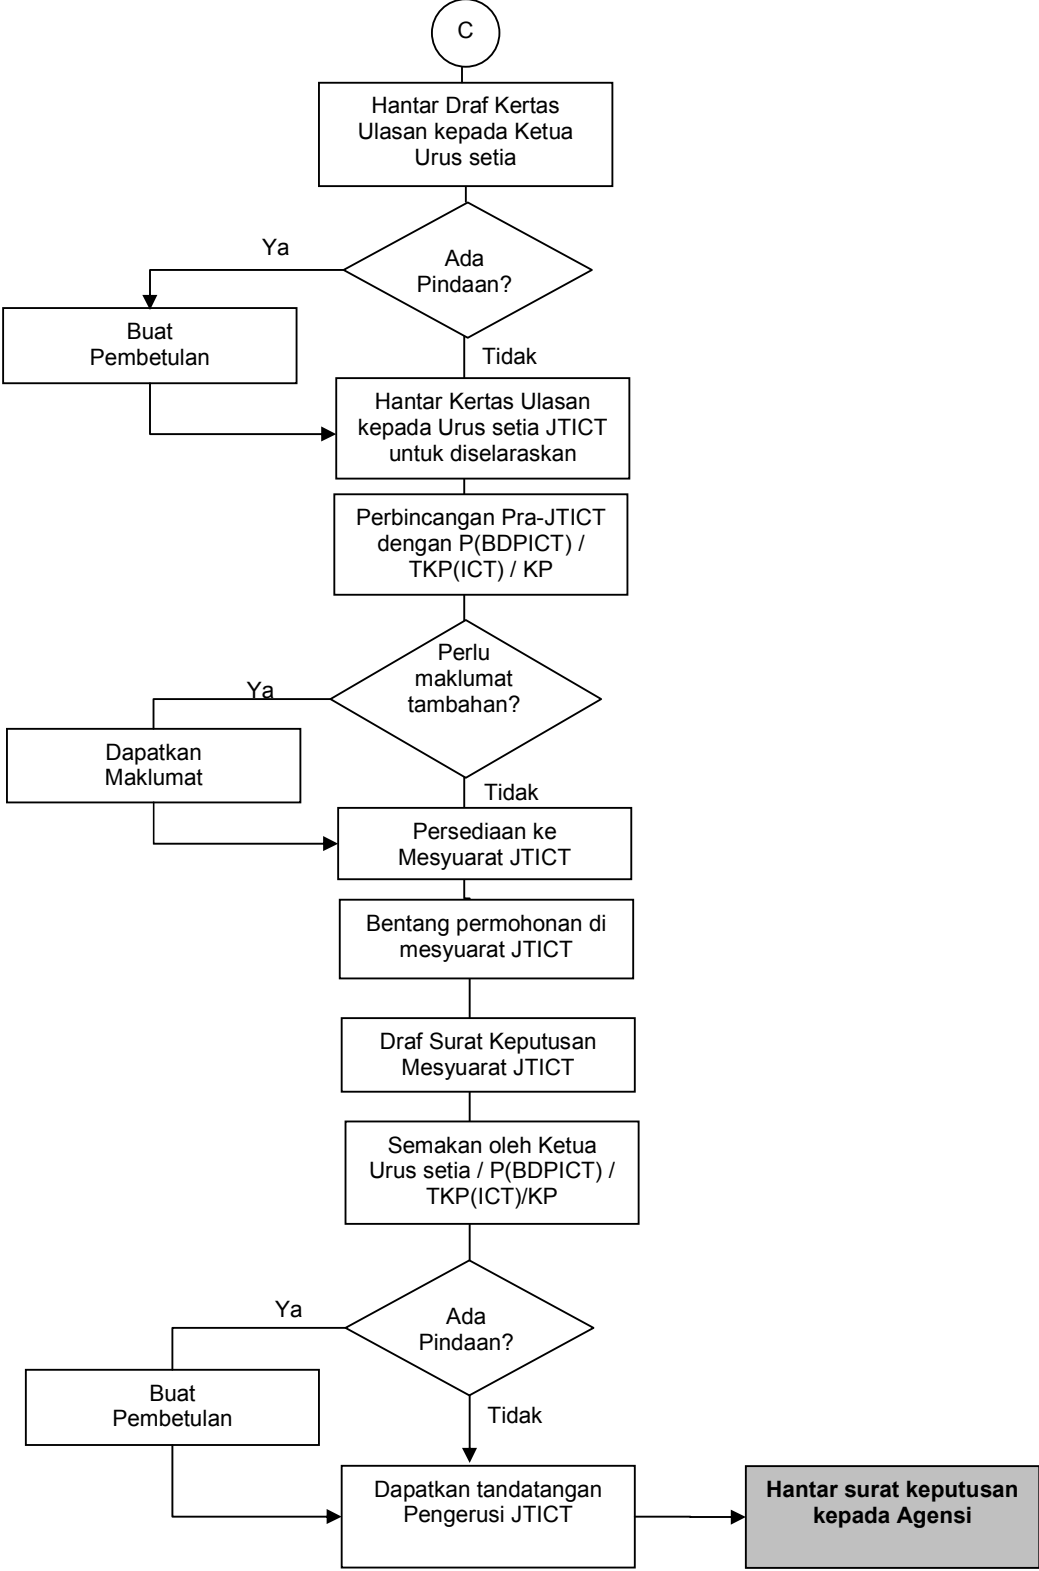 C
Hantar Draf Kertas
Ulasan kepada Ketua
Urus setia
Ya
Ada
Pindaan?
Buat
Pembetulan
Tidak
Hantar Kertas Ulasan
kepada Urus setia JTICT
untuk diselaraskan
Perbincangan Pra-JTICT
dengan P(BDPICT) /
TKP(ICT) / KP
Perlu
maklumat
tambahan?
Ya
Dapatkan
Maklumat
Tidak
Persediaan ke
Mesyuarat JTICT
Bentang permohonan di
mesyuarat JTICT
Draf Surat Keputusan
Mesyuarat JTICT
Semakan oleh Ketua
Urus setia / P(BDPICT) /
TKP(ICT)/KP
Ya
Ada
Pindaan?
Buat
Pembetulan
Tidak
Dapatkan tandatangan
Pengerusi JTICT
Hantar surat keputusan
kepada Agensi